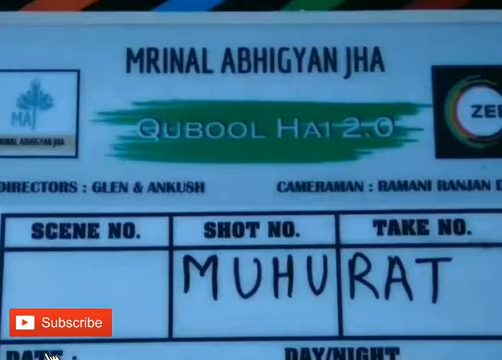 MRINAL ABHIGYAN JHA
MAJ
MRINAL ABHIGYAN JHA
QUBOOL HAI 2.0
ZEE
DIRECTORS : GLEN & ANKUSH
CAMERAMAN : RAMANI RANJAN D
SCENE NO.
SHOT NO.
TAKE NO.
MUHURAT
Subscribe
DATE :
DAY/NIGHT